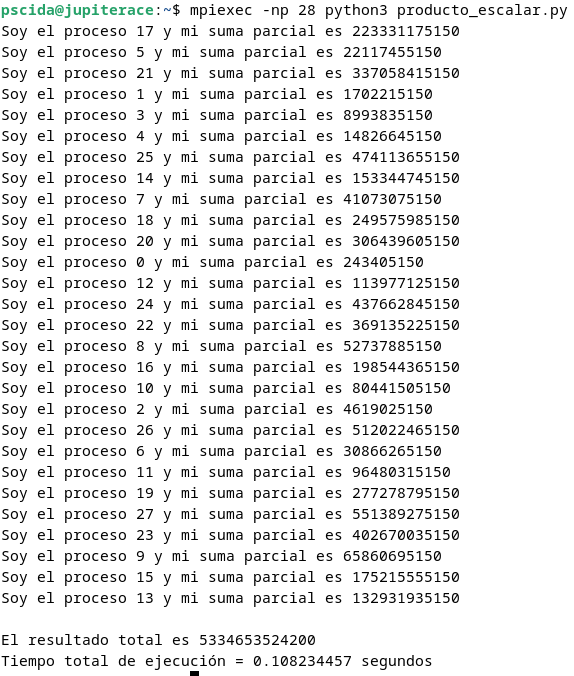 pscida@jupiterace:~$ mpiexec -np 28 python3 producto_escalar.py
Soy el proceso 17 y mi suma parcial es 223331175150
Soy el proceso 5 y mi suma parcial es 22117455150
Soy el proceso 21 y mi suma parcial es 337058415150
Soy el proceso 1 y mi suma parcial es 1702215150
Soy el proceso 3 y mi suma parcial es 8993835150
Soy el proceso 4 y mi suma parcial es 14826645150
Soy el proceso 25 y mi suma parcial es 474113655150
Soy el proceso 14 y mi suma parcial es 153344745150
Soy el proceso 7 y mi suma parcial es 41073075150
Soy el proceso 18 y mi suma parcial es 249575985150
Soy el proceso 20 y mi suma parcial es 306439605150
Soy el proceso 0 y mi suma parcial es 243405150
Soy el proceso 12 y mi suma parcial es 113977125150
Soy el proceso 24 y mi suma parcial es 437662845150
Soy el proceso 22 y mi suma parcial es 369135225150
Soy el proceso 8 y mi suma parcial es 52737885150
Soy el proceso 16 y mi suma parcial es 198544365150
Soy el proceso 10 y mi suma parcial es 80441505150
Soy el proceso 2 y mi suma parcial es 4619025150
Soy el proceso 26 y mi suma parcial es 512022465150
Soy el proceso 6 y mi suma parcial es 30866265150
Soy el proceso 11 y mi suma parcial es 96480315150
Soy el proceso 19 y mi suma parcial es 277278795150
Soy el proceso 27 y mi suma parcial es 551389275150
Soy el proceso 23 y mi suma parcial es 402670035150
Soy el proceso 9 y mi suma parcial es 65860695150
Soy el proceso 15 y mi suma parcial es 175215555150
Soy el proceso 13 y mi suma parcial es 132931935150
El resultado total es 5334653524200
Tiempo total de ejecución = 0.108234457 segundos